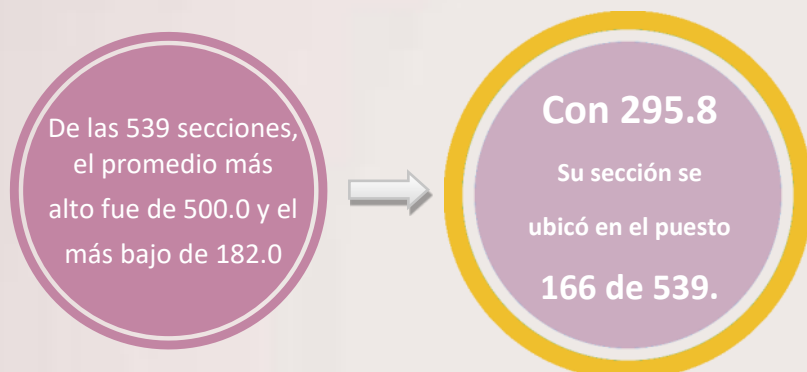 De las 539 secciones,
el promedio más
alto fue de 500.0 y el
más bajo de 182.0
Con 295.8
Su sección se
ubicó en el puesto
166 de 539.